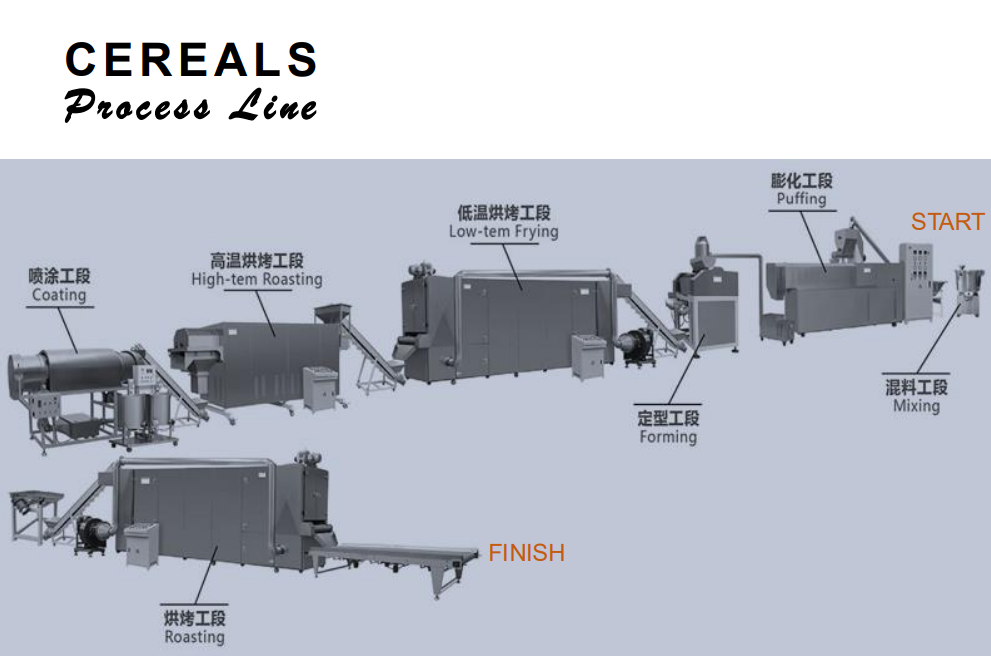 CEREALS
Process Line
膨化工段
Puffing
START
低温烘烤工段
Low-tem Frying
高温烘烤工段
High-tem Roasting
喷涂工段
Coating
混料工段
Mixing
定型工段
Forming
FINISH
烘烤工段
Roasting